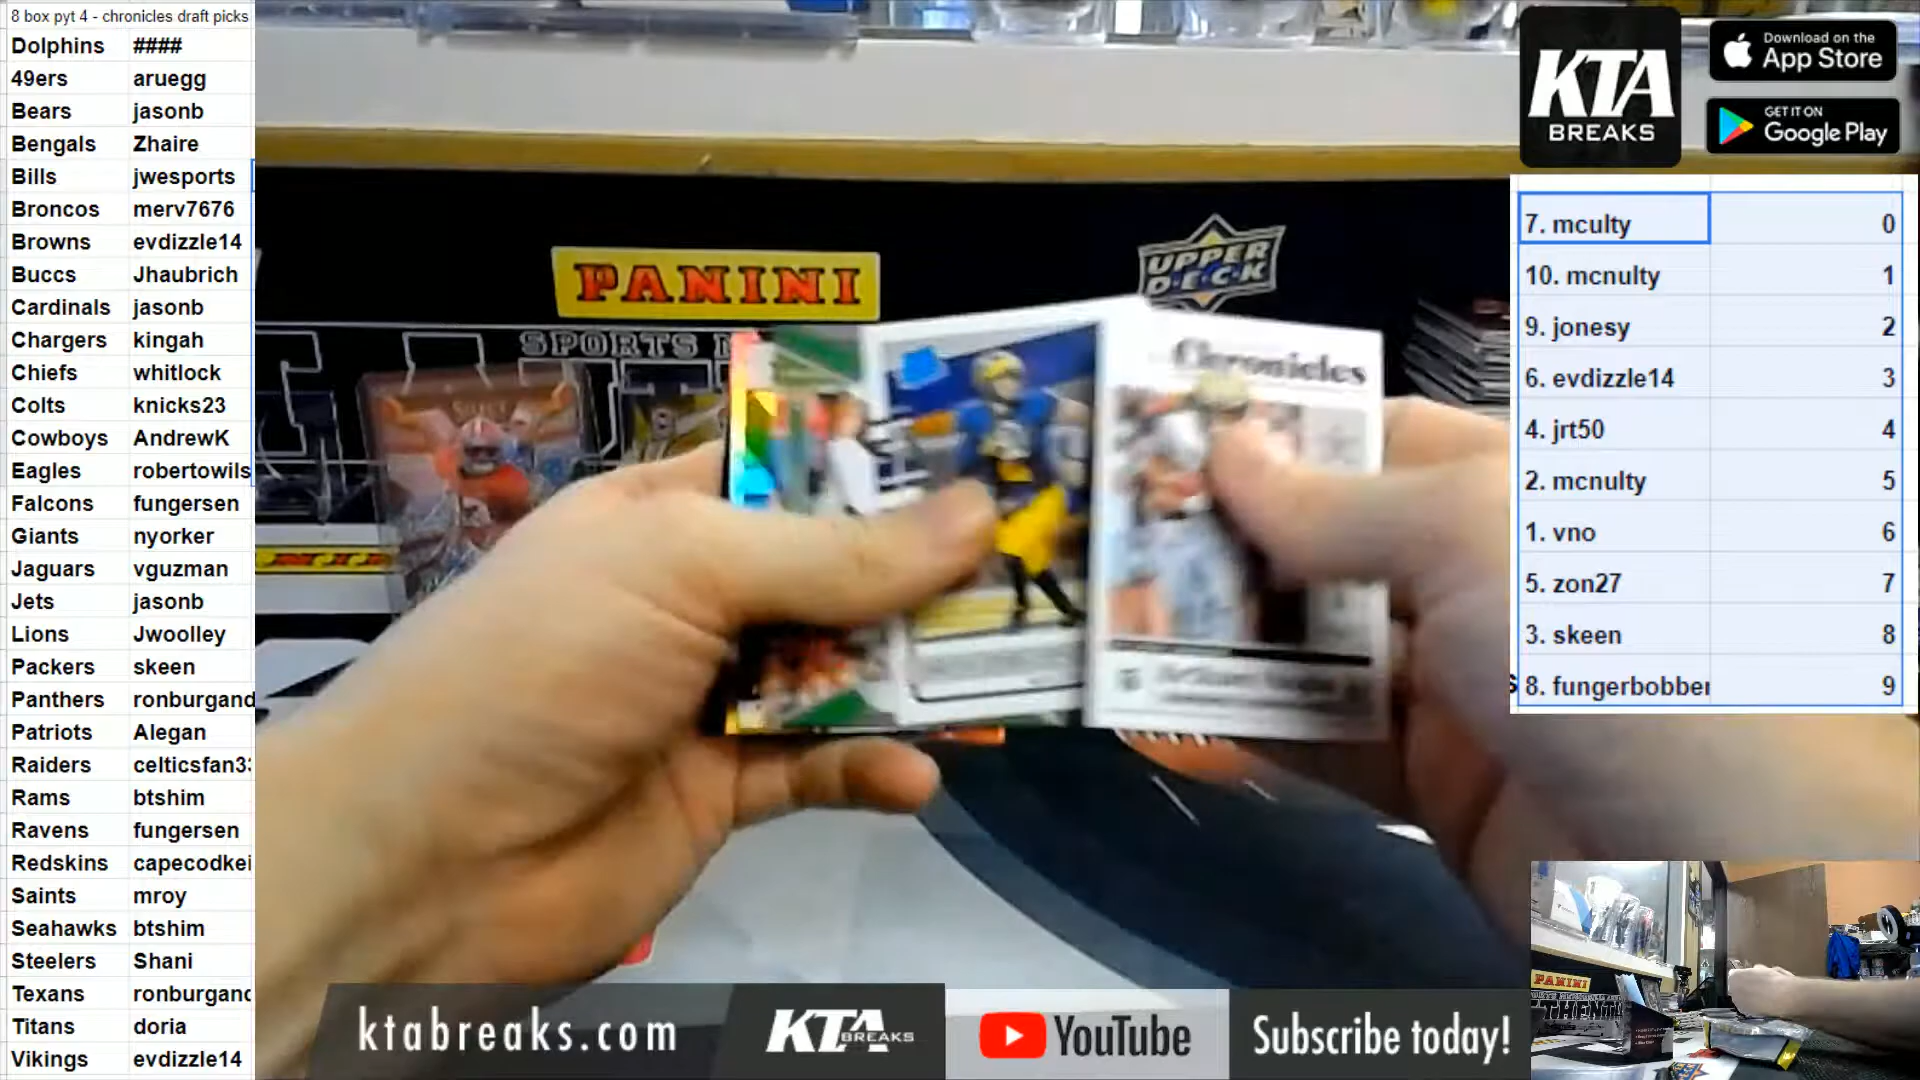 8 box pyt 4 - chronicles draft picks
Dolphins ####
49ers aruegg
Bears jasonb
Bengals Zhaire
Bills jwesports
Broncos merv7676
Browns evdizzle14
Buccs Jhaubrich
Cardinals jasonb
Chargers kingah
Chiefs whitlock
Colts knicks23
Cowboys AndrewK
Eagles robertowils
Falcons fungersen
Giants nyorker
Jaguars vguzman
Jets jasonb
Lions Jwoolley
Packers skeen
Panthers ronburgand
Patriots Alegan
Raiders celticsfan33
Rams btshim
Ravens fungersen
Redskins capecodkei
Saints mroy
Seahawks btshim
Steelers Shani
Texans ronburgand
Titans doria
Vikings evdizzle14
PANINI
UPPER
DECK
SPORTS
Chronicles
KTA
BREAKS
Download on the
App Store
GET IT ON
Google Play
7. mculty 0
10. mcnulty 1
9. jonesy 2
6. evdizzle14 3
4. jrt50 4
2. mcnulty 5
1. vno 6
5. zon27 7
3. skeen 8
8. fungerbobber 9
PANINI
ktabreaks.com
KTA
BREAKS
YouTube
Subscribe today!